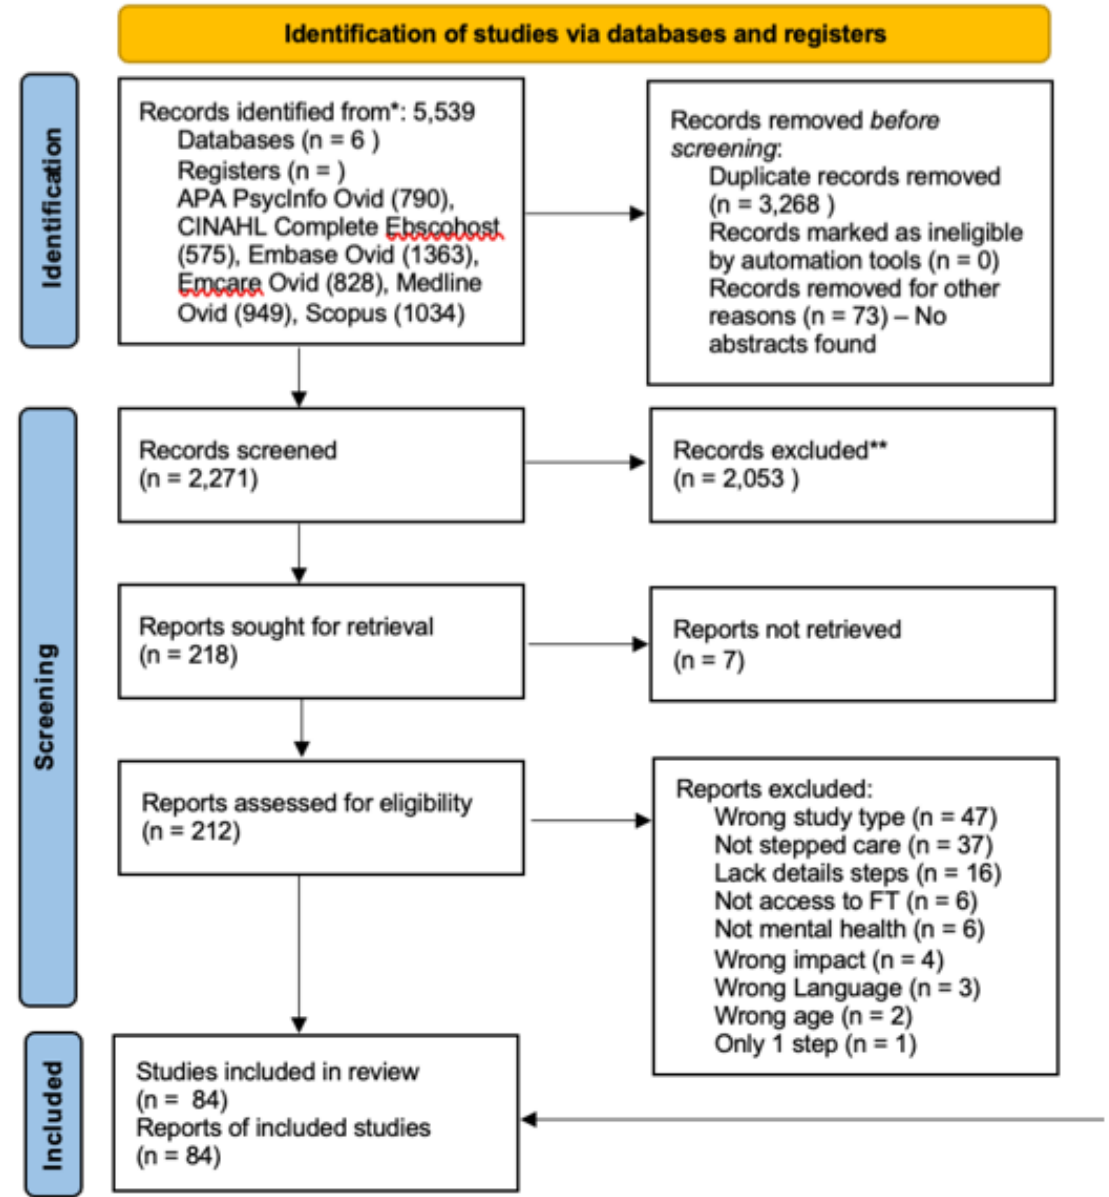 Identification of studies via databases and registers
Identification
Records identified from*: 5,539
Databases (n = 6 )
Registers (n = )
APA PsycInfo Ovid (790),
CINAHL Complete Ebscohost
(575), Embase Ovid (1363),
Emcare Ovid (828), Medline
Ovid (949), Scopus (1034)
Records removed before
screening:
Duplicate records removed
(n = 3,268 )
Records marked as ineligible
by automation tools (n = 0)
Records removed for other
reasons (n = 73) – No
abstracts found
Screening
Records screened
(n = 2,271)
Records excluded**
(n = 2,053 )
Reports sought for retrieval
(n = 218)
Reports not retrieved
(n = 7)
Reports assessed for eligibility
(n = 212)
Reports excluded:
Wrong study type (n = 47)
Not stepped care (n = 37)
Lack details steps (n = 16)
Not access to FT (n = 6)
Not mental health (n = 6)
Wrong impact (n = 4)
Wrong Language (n = 3)
Wrong age (n = 2)
Only 1 step (n = 1)
Included
Studies included in review
(n =  84)
Reports of included studies
(n = 84)